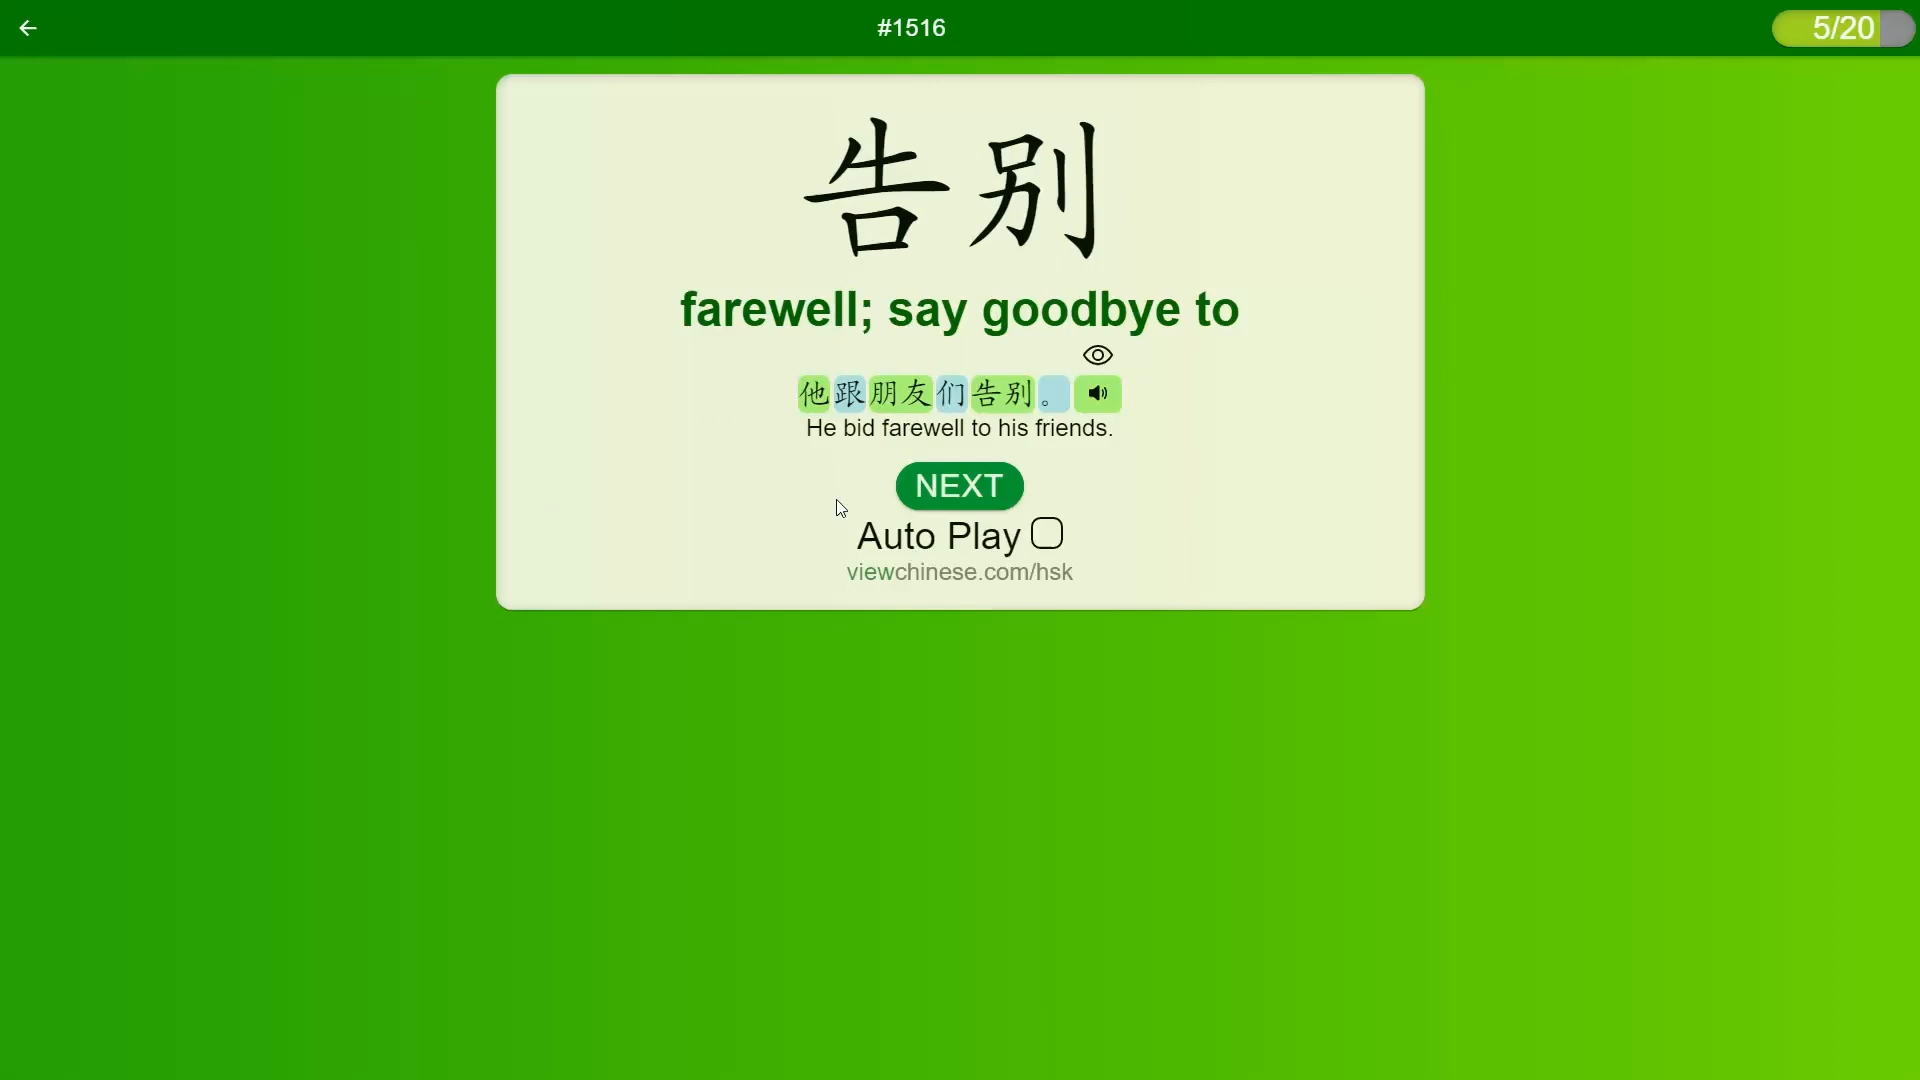 #1516
5/20
告别
farewell; say goodbye to
他跟朋友们告别。
He bid farewell to his friends.
NEXT
Auto Play
viewchinese.com/hsk